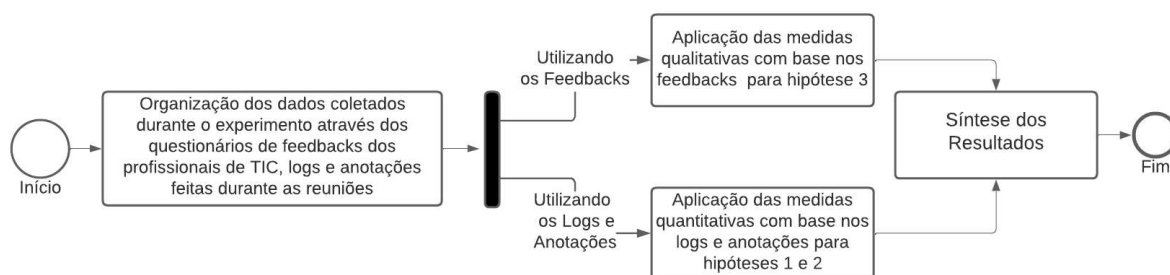 Início
Organização dos dados coletados
durante o experimento através dos
questionários de feedbacks dos
profissionais de TIC, logs e anotações
feitas durante as reuniões
Utilizando
os Feedbacks
Aplicação das medidas
qualitativas com base nos
feedbacks para hipótese 3
Utilizando
os Logs e
Anotações
Aplicação das medidas
quantitativas com base nos
logs e anotações para
hipóteses 1 e 2
Síntese dos
Resultados
Fim